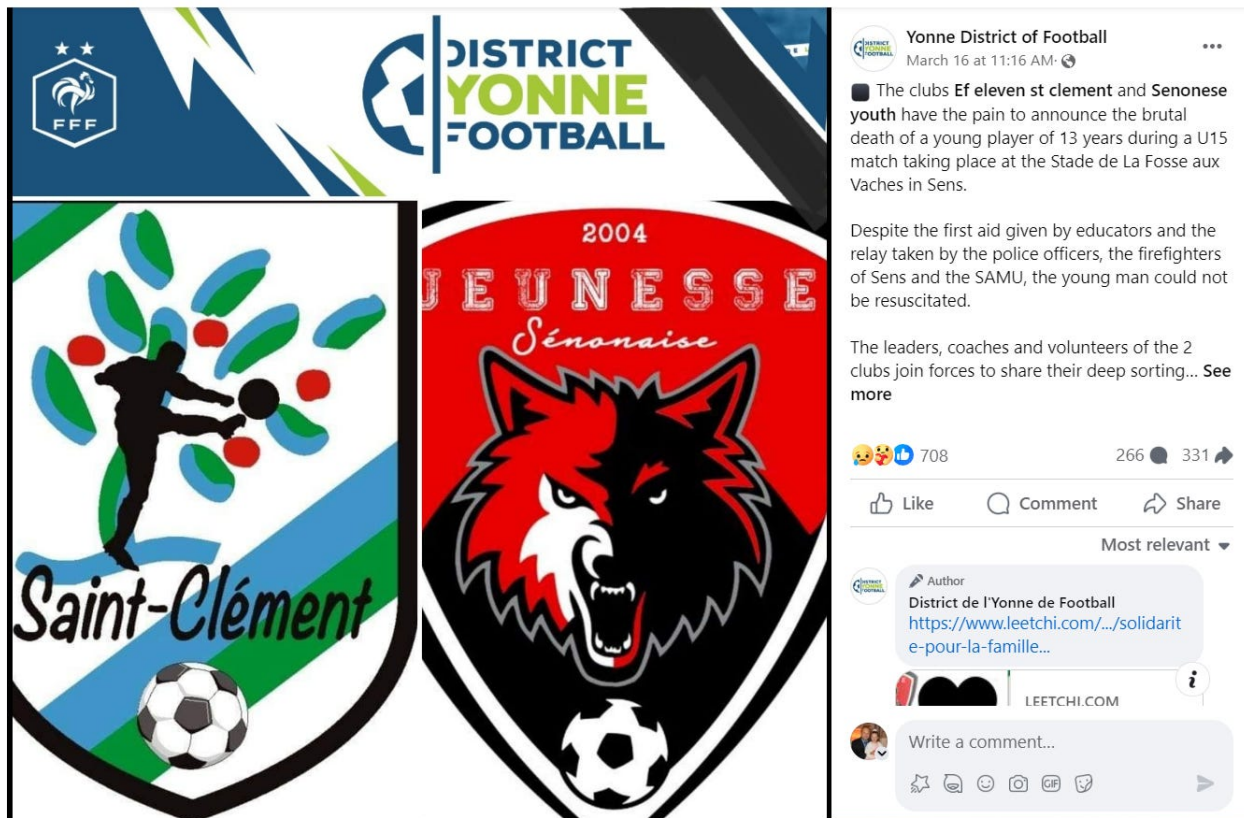 FFF
DISTRICT
YONNE
FOOTBALL
Saint-Clément
2004
JEUNESSE
Sénonaise
Yonne District of Football
March 16 at 11:16 AM
The clubs Ef eleven st clement and Senonese
youth have the pain to announce the brutal
death of a young player of 13 years during a U15
match taking place at the Stade de La Fosse aux
Vaches in Sens.
Despite the first aid given by educators and the
relay taken by the police officers, the firefighters
of Sens and the SAMU, the young man could not
be resuscitated.
The leaders, coaches and volunteers of the 2
clubs join forces to share their deep sorting... See
more
708
266 331
Like Comment Share
Most relevant
Author
District de l'Yonne de Football
https://www.leetchi.com/.../solidarit
e-pour-la-famille...
LEETCHI.COM
Write a comment...
GIF